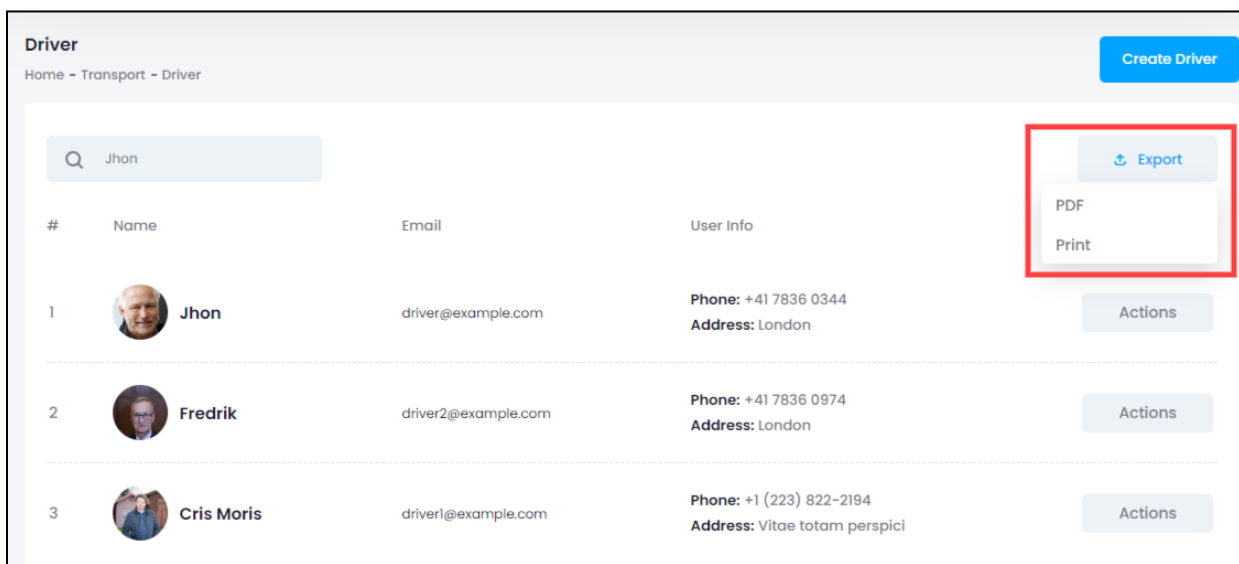 Driver
Home - Transport - Driver
Create Driver
Jhon
Export
PDF
Print
# Name Email User Info
1 Jhon driver@example.com Phone: +41 7836 0344 Actions
Address: London
2 Fredrik driver2@example.com Phone: +41 7836 0974 Actions
Address: London
3 Cris Moris driver1@example.com Phone: +1 (223) 822-2194 Actions
Address: Vitae totam perspici